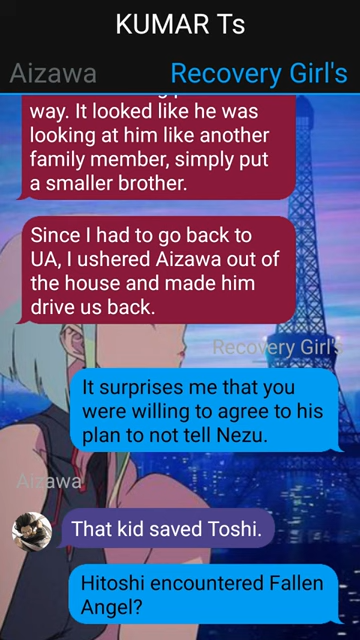 KUMAR Ts
Aizawa
Recovery Girl's
way. It looked like he was
looking at him like another
family member, simply put
a smaller brother.
Since I had to go back to
UA, I ushered Aizawa out of
the house and made him
drive us back.
Recovery Girl's
It surprises me that you
were willing to agree to his
plan to not tell Nezu.
Aizawa
That kid saved Toshi.
Hitoshi encountered Fallen
Angel?